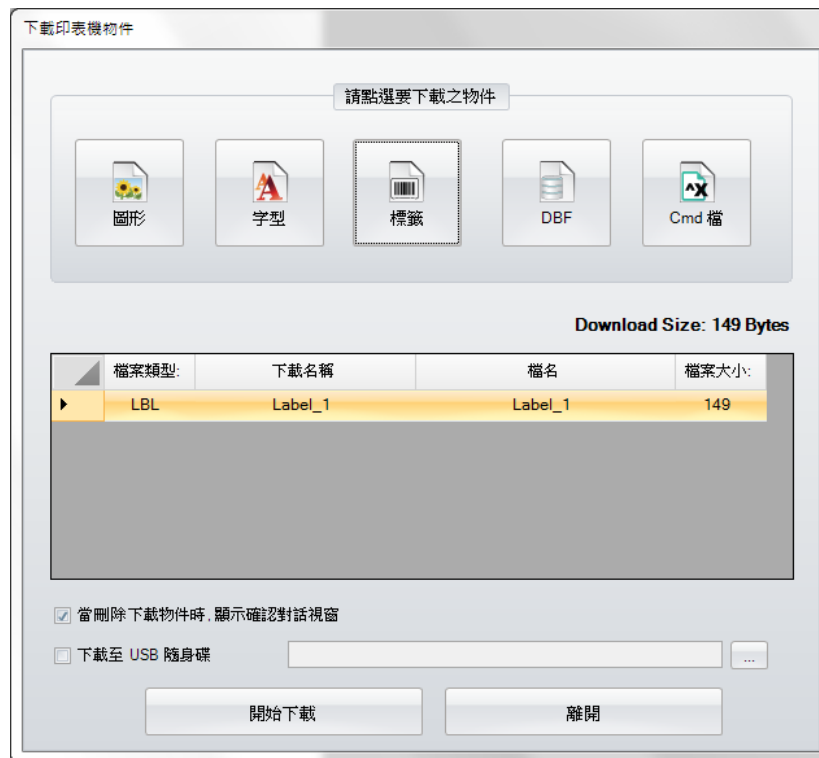 下載印表機物件
請點選要下載之物件
圖形
字型
標籤
DBF
Cmd 檔
Download Size: 149 Bytes
檔案類型: 下載名稱 檔名 檔案大小:
LBL Label_1 Label_1 149
當刪除下載物件時,顯示確認對話視窗
下載至 USB 隨身碟
...
開始下載
離開